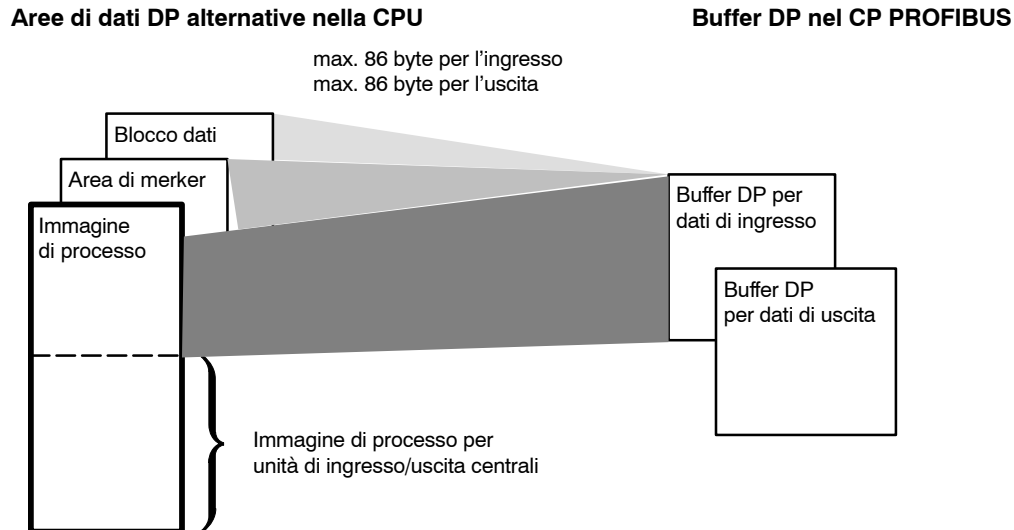 Aree di dati DP alternative nella CPU
Buffer DP nel CP PROFIBUS
max. 86 byte per l’ingresso
max. 86 byte per l’uscita
Blocco dati
Area di merker
Immagine
di processo
Buffer DP per
dati di ingresso
Buffer DP
per dati di uscita
Immagine di processo per
unità di ingresso/uscita centrali